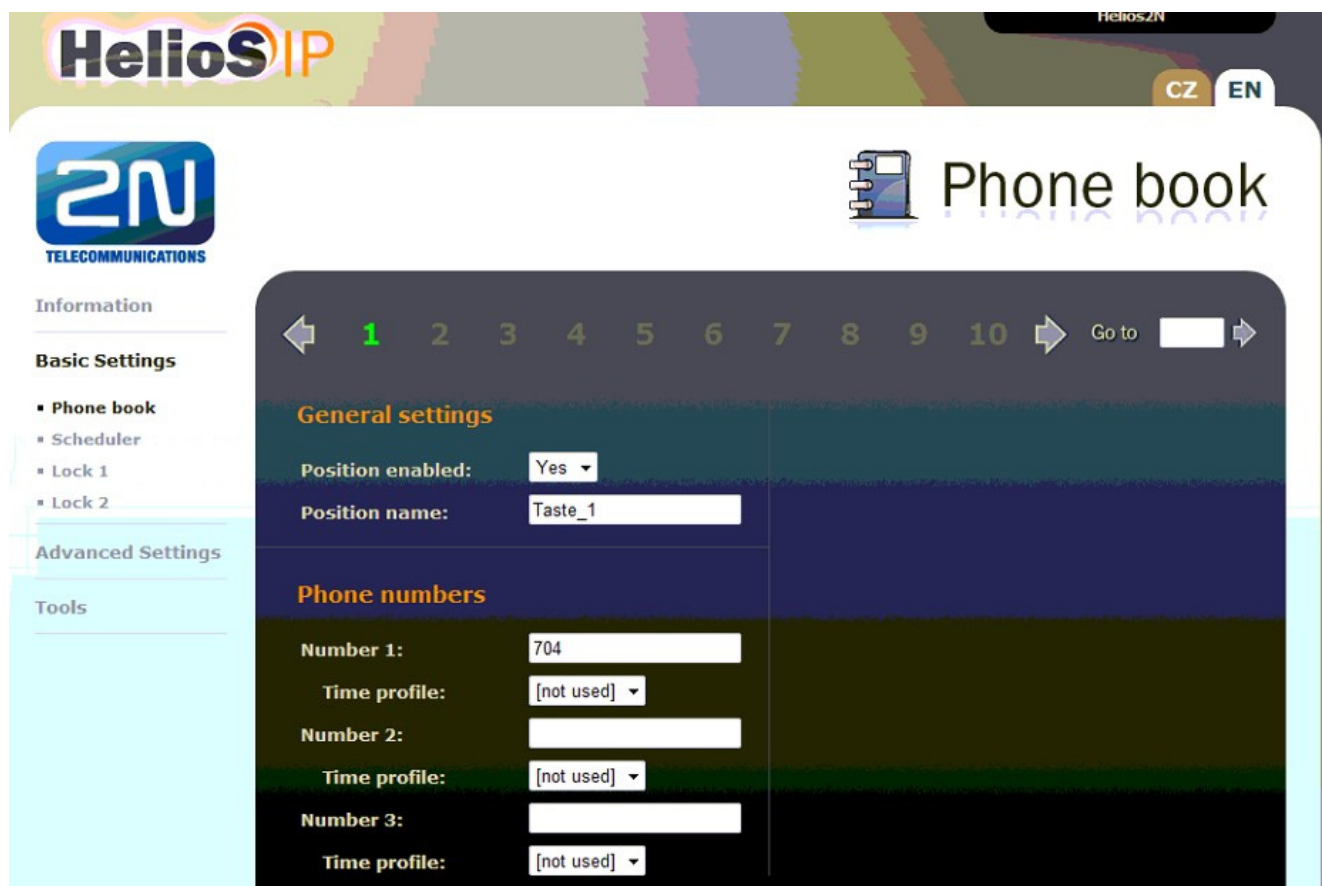 Helios2N
HelioS IP
CZ EN
2N
TELECOMMUNICATIONS
Phone book
Information
Basic Settings
Phone book
Scheduler
Lock 1
Lock 2
Advanced Settings
Tools
1 2 3 4 5 6 7 8 9 10 Go to
General settings
Position enabled: Yes
Position name: Taste_1
Phone numbers
Number 1: 704
Time profile: [not used]
Number 2:
Time profile: [not used]
Number 3:
Time profile: [not used]